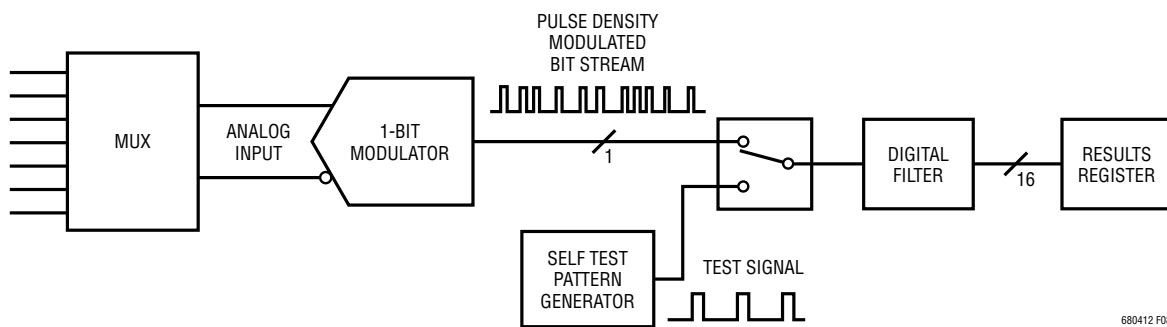 PULSE DENSITY
MODULATED
BIT STREAM
MUX
ANALOG
INPUT
1-BIT
MODULATOR
1
DIGITAL
FILTER
16
RESULTS
REGISTER
SELF TEST
PATTERN
GENERATOR
TEST SIGNAL